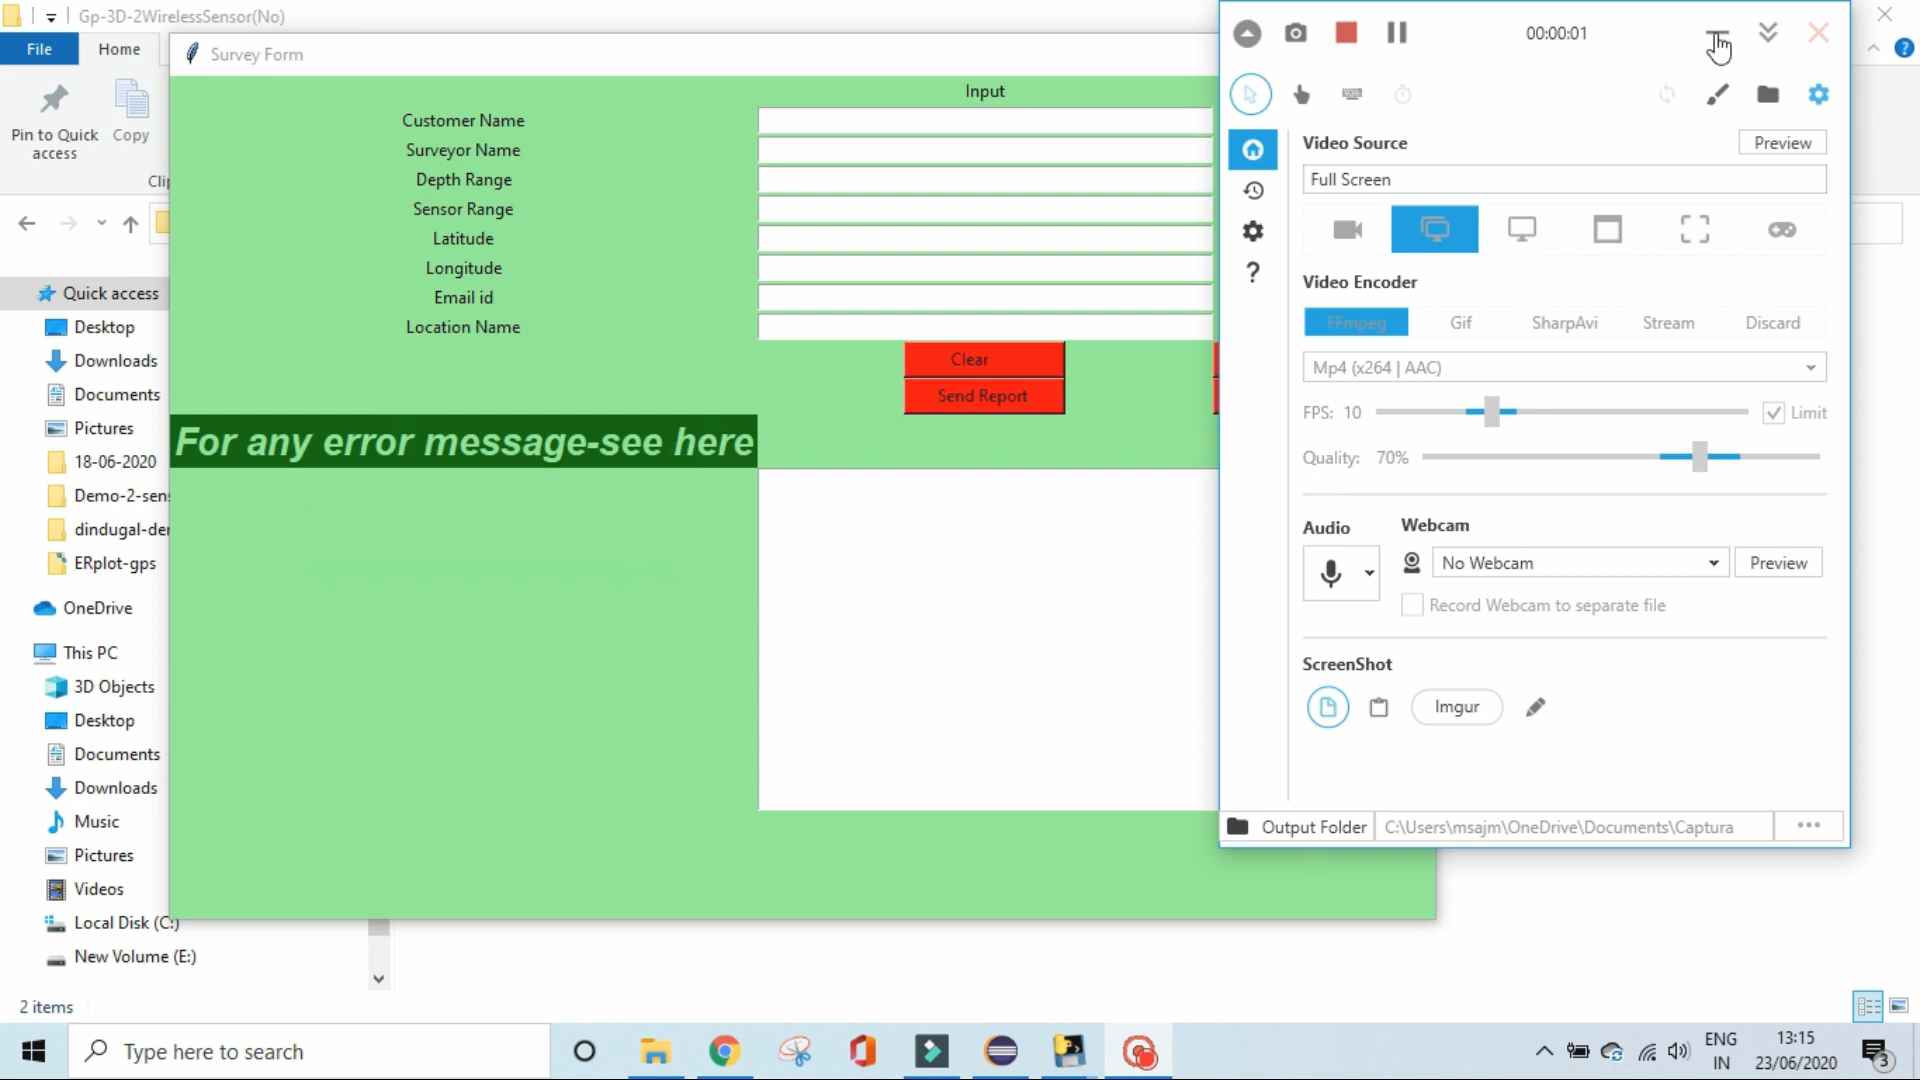 Gp-3D-2WirelessSensor(No)
File
Home
Pin to Quick
access
Copy
Survey Form
Input
Customer Name
Surveyor Name
Depth Range
Sensor Range
Latitude
Longitude
Email id
Location Name
Clear
Send Report
For any error message-see here
Quick access
Desktop
Downloads
Documents
Pictures
18-06-2020
Demo-2-sen
dindugal-de
ERplot-gps
OneDrive
This PC
3D Objects
Desktop
Documents
Downloads
Music
Pictures
Videos
Local Disk (C:)
New Volume (E:)
2 items
00:00:01
Video Source
Preview
Full Screen
Video Encoder
FFmpeg
Gif
SharpAvi
Stream
Discard
Mp4 (x264 | AAC)
FPS: 10
Limit
Quality: 70%
Audio
Webcam
No Webcam
Preview
Record Webcam to separate file
ScreenShot
Imgur
Output Folder
C:\Users\msajm\OneDrive\Documents\Captura
Type here to search
ENG
IN
13:15
23/06/2020
3